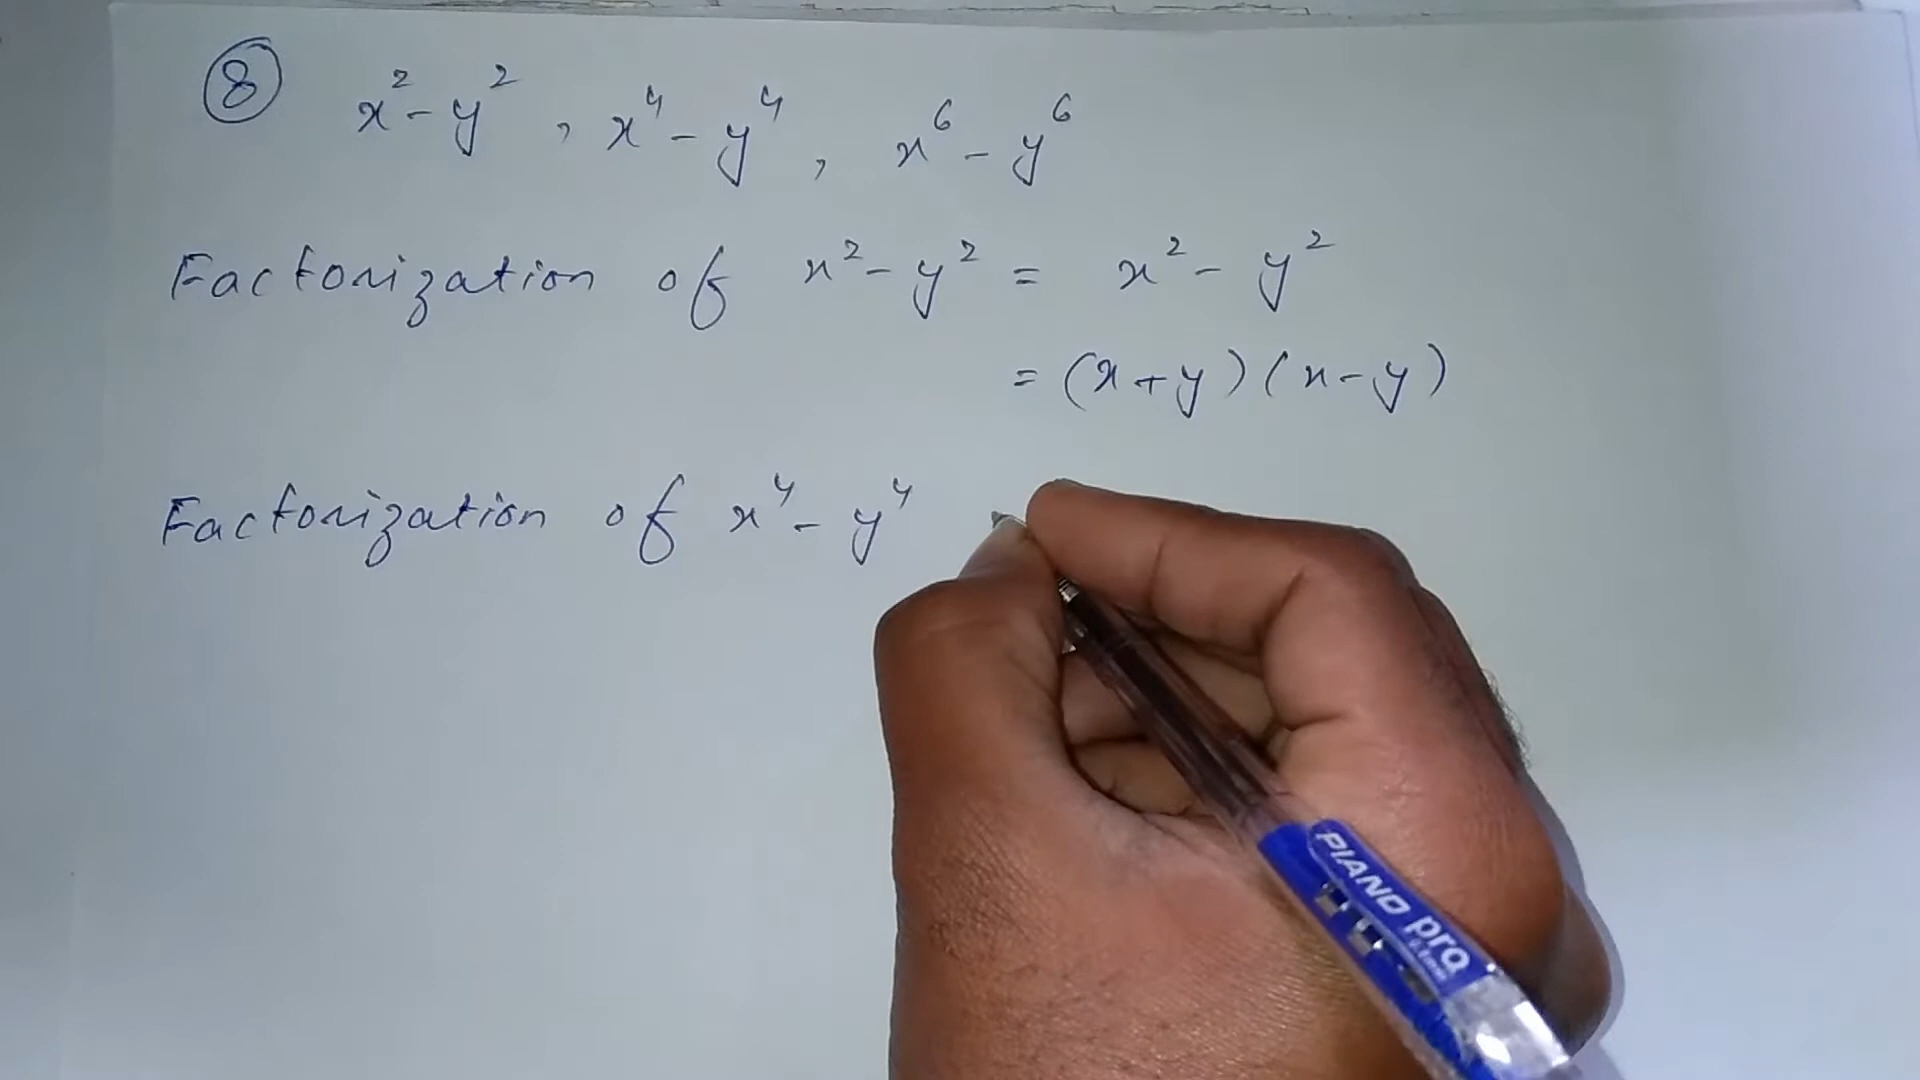 ⑧ x² - y² , x⁴ - y⁴ , x⁶ - y⁶
Factorization of x² - y² = x² - y²
= (x + y) (x - y)
Factorization of x⁴ - y⁴
PIANO pro